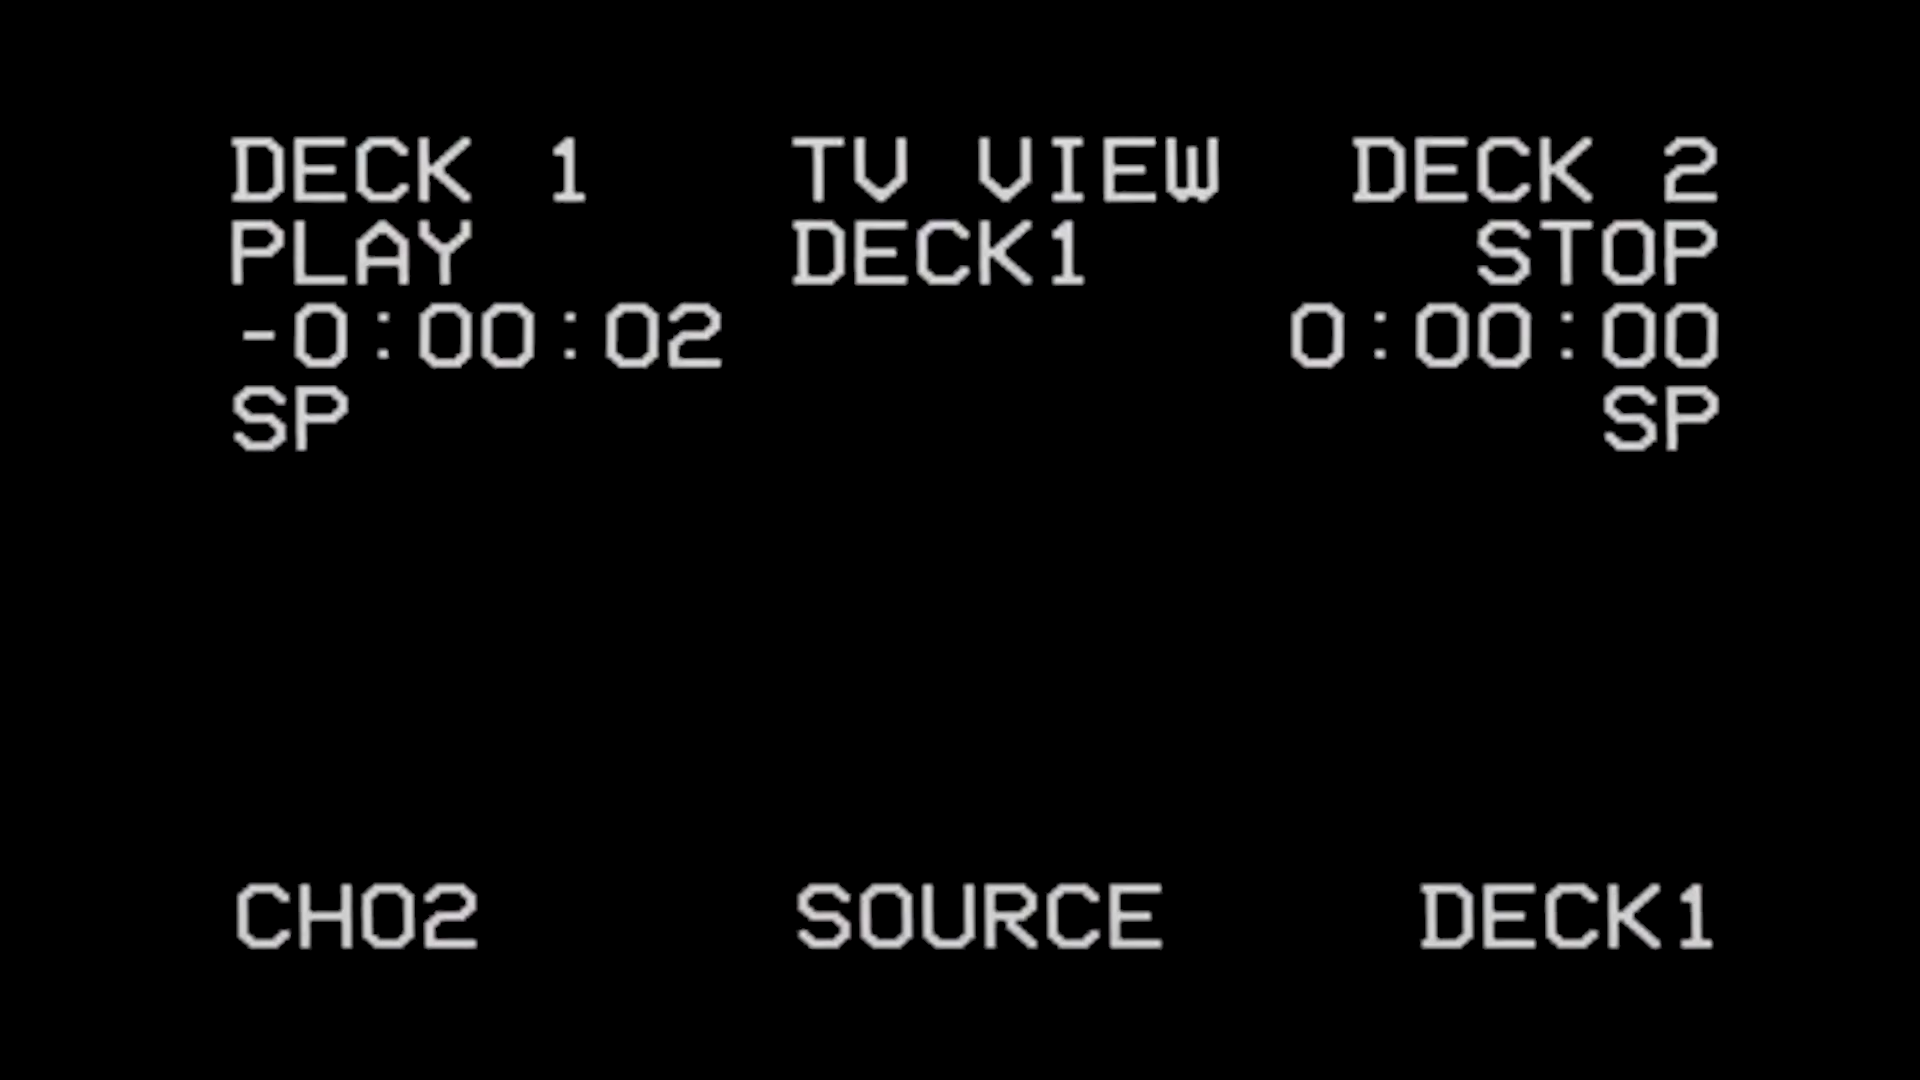 DECK 1 TV VIEW DECK 2
PLAY DECK1 STOP
-0:00:02 0:00:00
SP SP
CH02 SOURCE DECK1